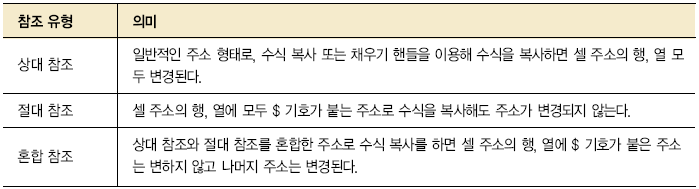 참조 유형 의미
상대 참조
일반적인 주소 형태로, 수식 복사 또는 채우기 핸들을 이용해 수식을 복사하면 셀 주소의 행, 열 모
두 변경된다.
절대 참조 셀 주소의 행, 열에 모두 $ 기호가 붙는 주소로 수식을 복사해도 주소가 변경되지 않는다.
혼합 참조
상대 참조와 절대 참조를 혼합한 주소로 수식 복사를 하면 셀 주소의 행, 열에 $ 기호가 붙은 주소
는 변하지 않고 나머지 주소는 변경된다.